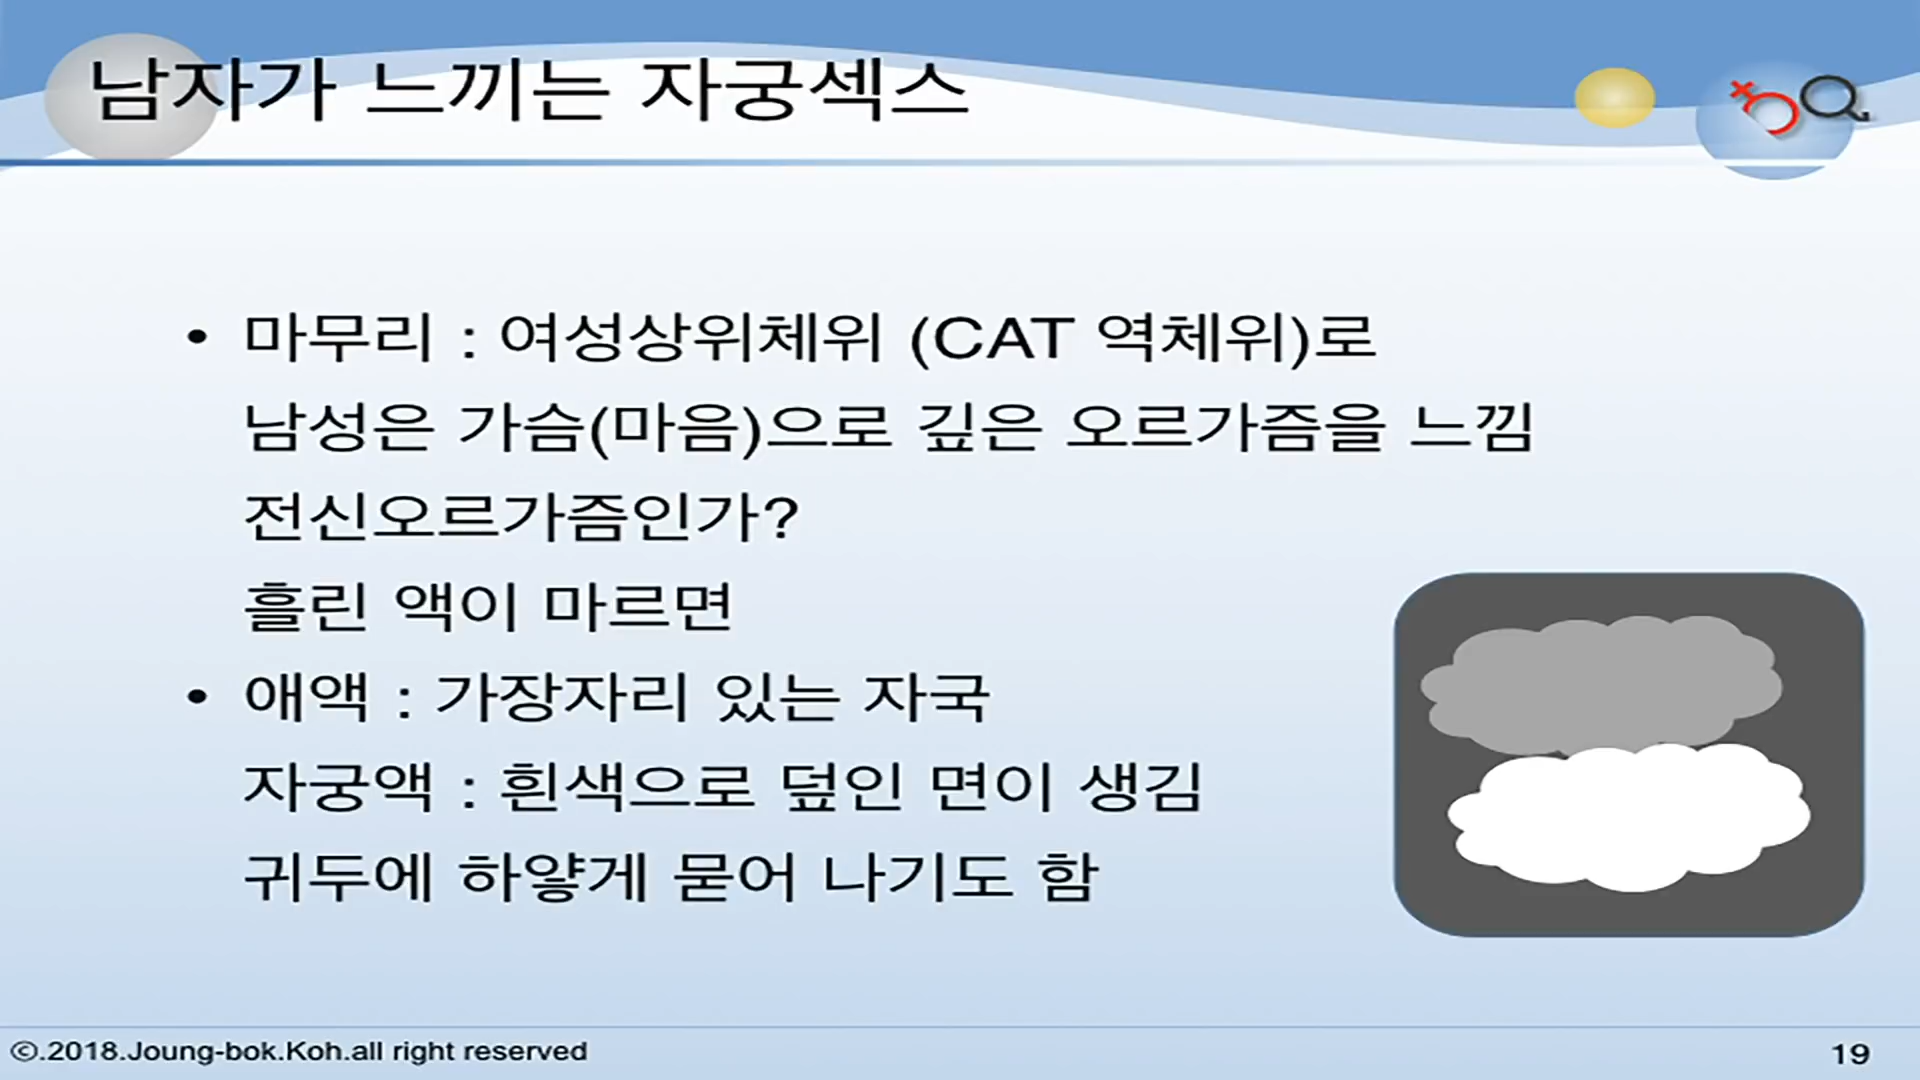 남자가 느끼는 자궁섹스
• 마무리 : 여성상위체위 (CAT 역체위)로
남성은 가슴(마음)으로 깊은 오르가즘을 느낌
전신오르가즘인가?
흘린 액이 마르면
• 애액 : 가장자리 있는 자국
자궁액 : 흰색으로 덮인 면이 생김
귀두에 하얗게 묻어 나기도 함
©.2018.Joung-bok.Koh.all right reserved
19